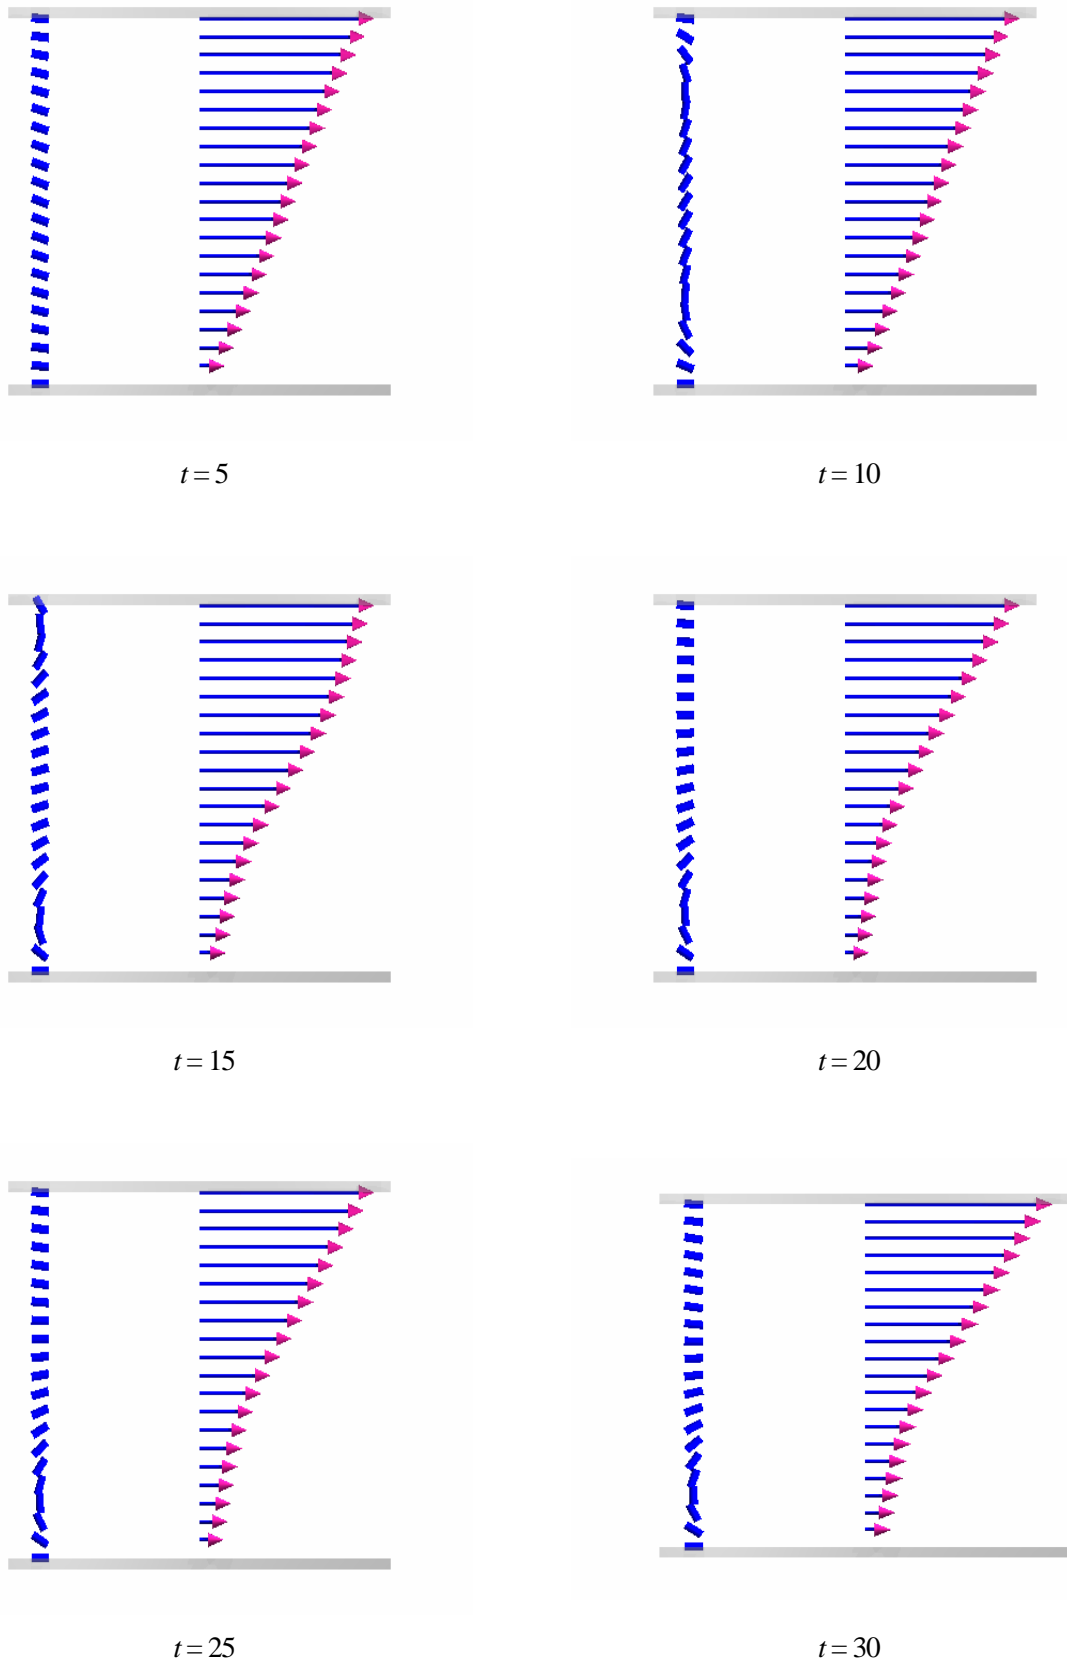 t = 5
t = 10
t = 15
t = 20
t = 25
t = 30